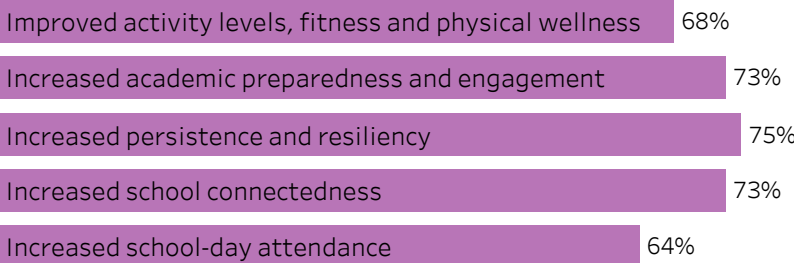 Improved activity levels, fitness and physical wellness 68%
Increased academic preparedness and engagement 73%
Increased persistence and resiliency 75%
Increased school connectedness 73%
Increased school-day attendance 64%